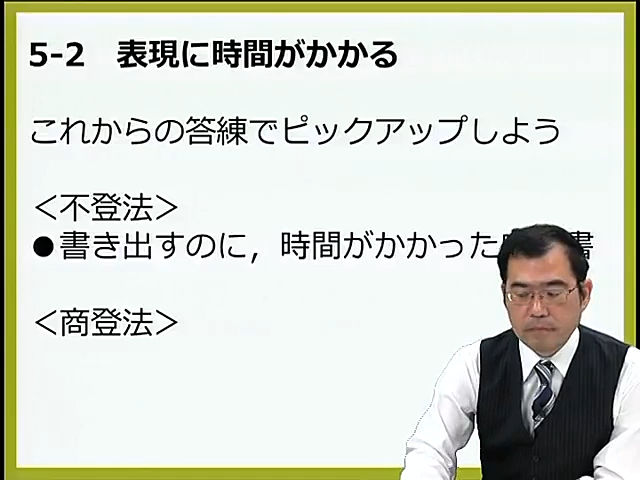 5-2 表現に時間がかかる
これからの答練でピックアップしよう
＜不登法＞
●書き出すのに，時間がかかった 書
＜商登法＞